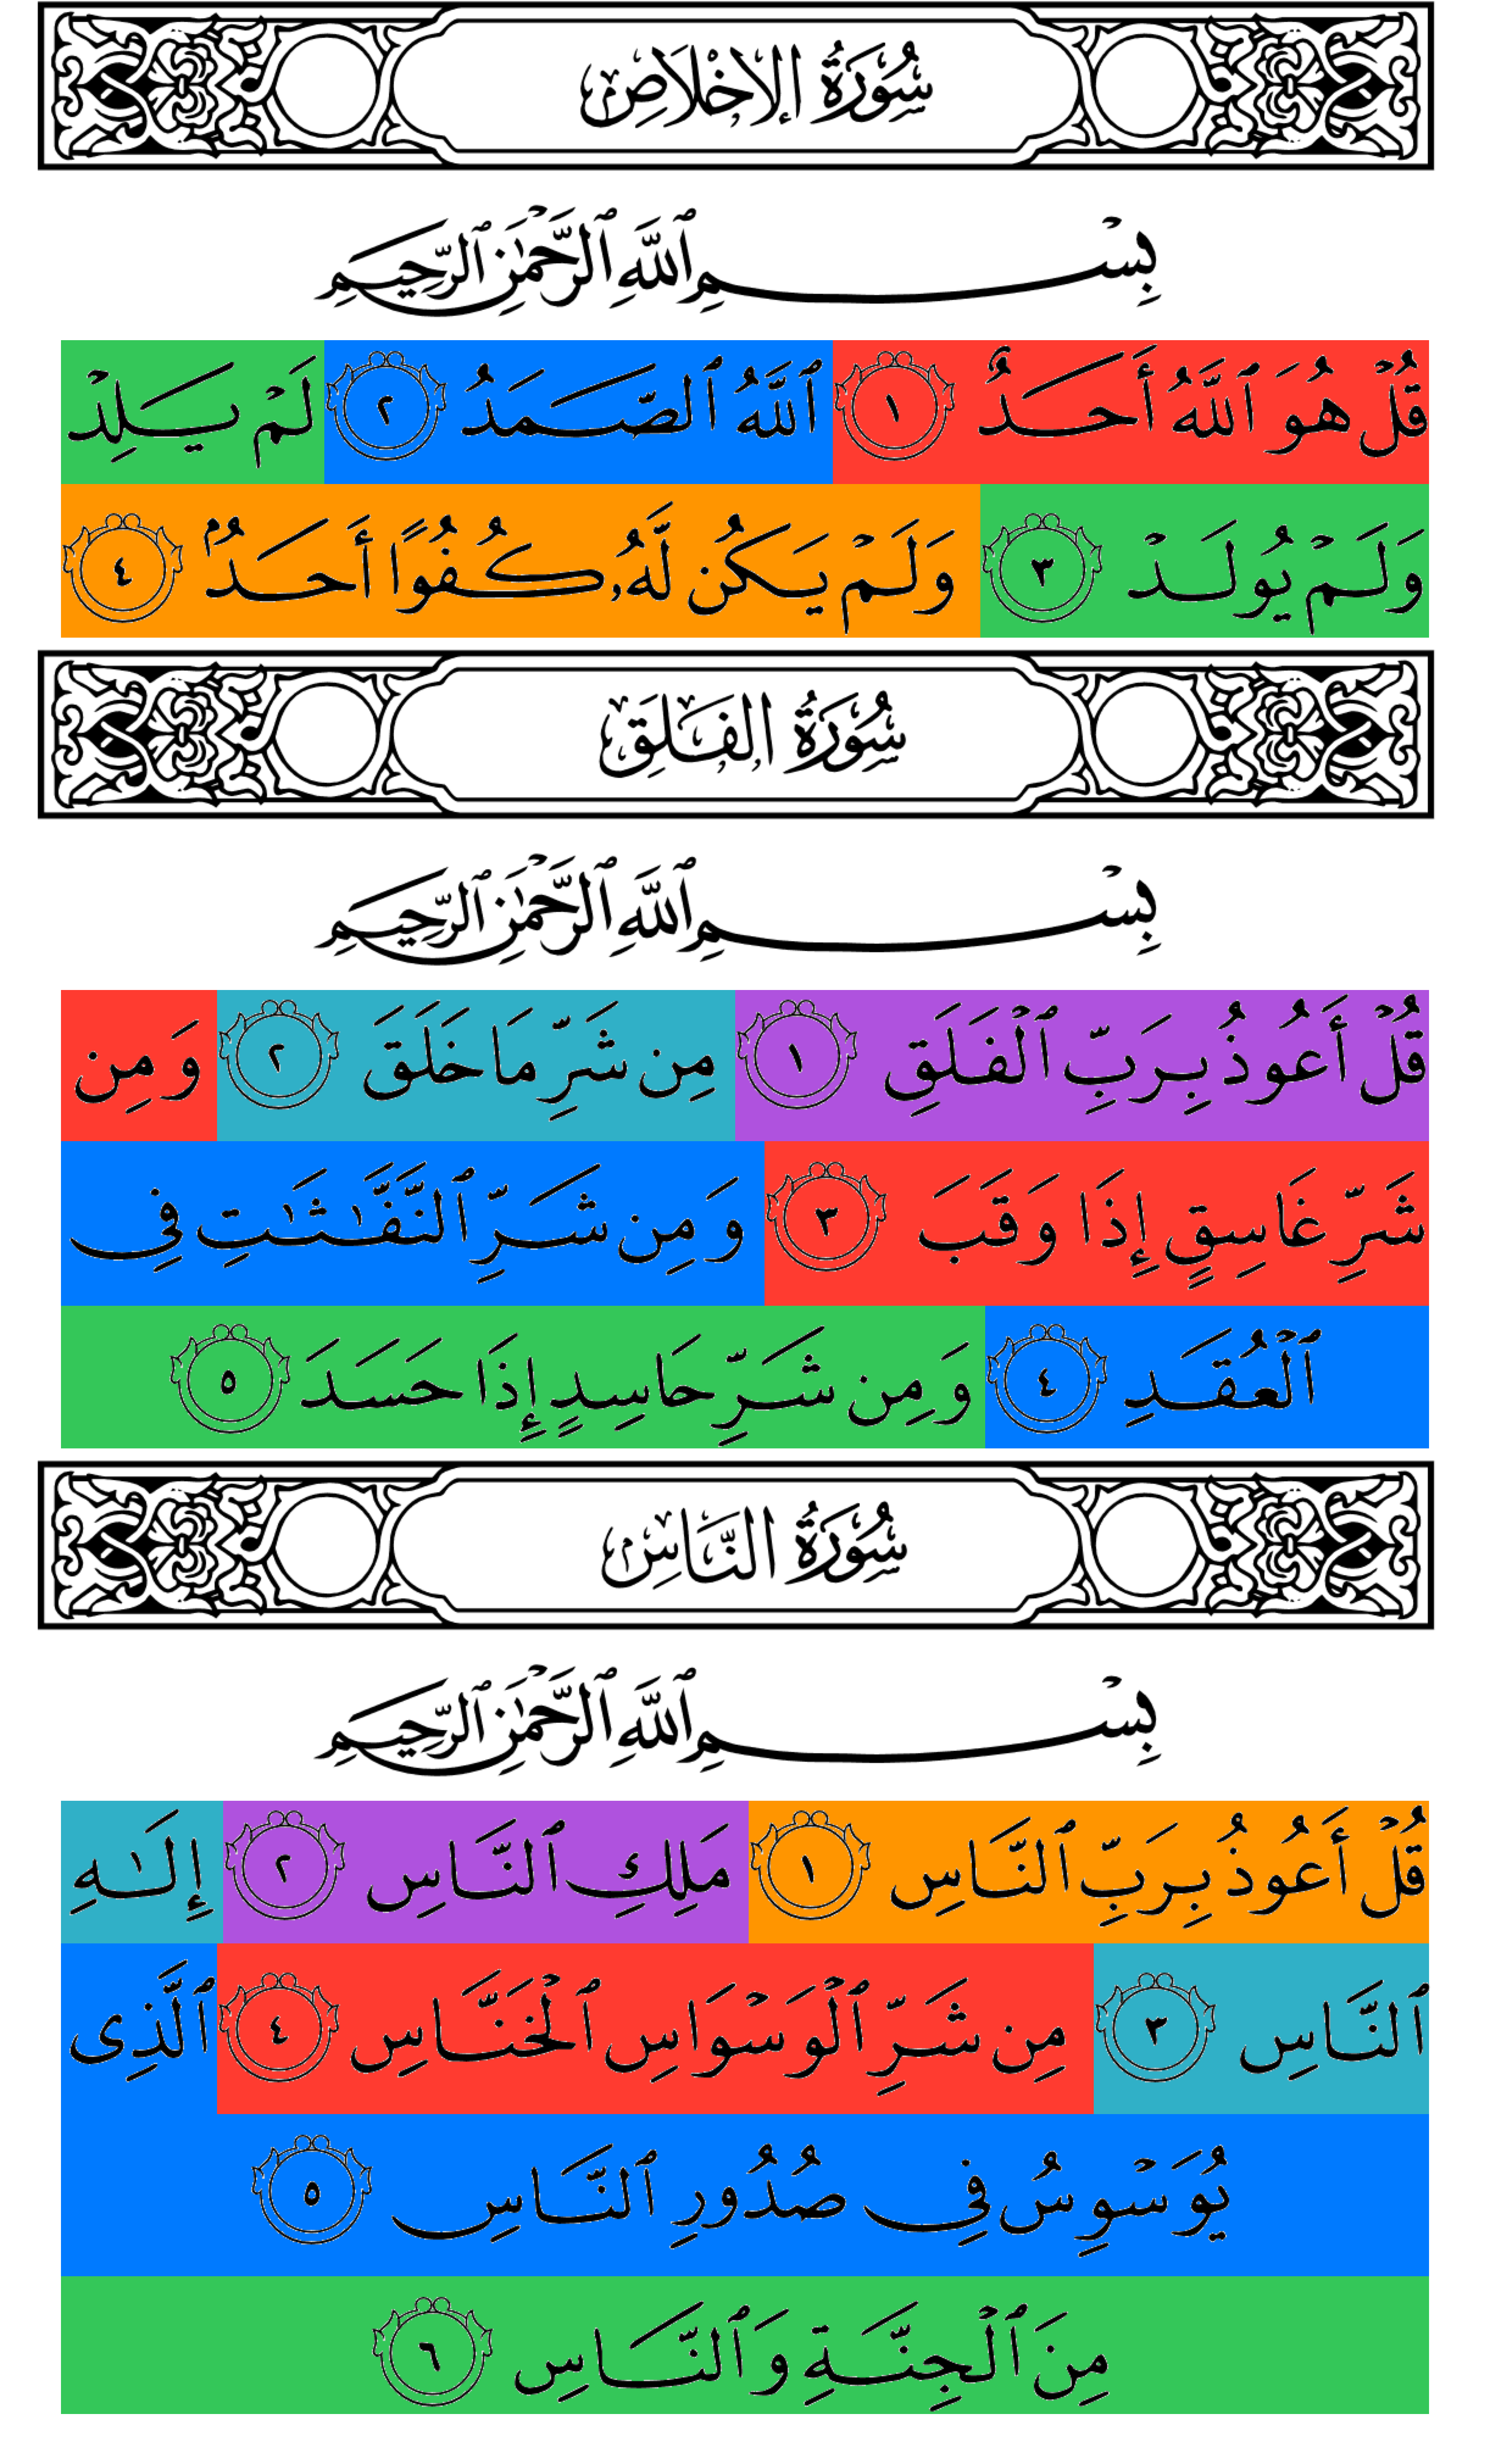 سُورَةُ الإِخْلَاصِ
بِسْمِ ٱللَّهِ ٱلرَّحْمَٰنِ ٱلرَّحِيمِ
قُلْ هُوَ ٱللَّهُ أَحَدٌ ١ ٱللَّهُ ٱلصَّمَدُ ٢ لَمْ يَلِدْ
وَلَمْ يُولَدْ ٣ وَلَمْ يَكُن لَّهُۥ كُفُوًا أَحَدٌۢ ٤
سُورَةُ الفَلَقِ
بِسْمِ ٱللَّهِ ٱلرَّحْمَٰنِ ٱلرَّحِيمِ
قُلْ أَعُوذُ بِرَبِّ ٱلْفَلَقِ ١ مِن شَرِّ مَا خَلَقَ ٢ وَمِن
شَرِّ غَاسِقٍ إِذَا وَقَبَ ٣ وَمِن شَرِّ ٱلنَّفَّٰثَٰتِ فِى
ٱلْعُقَدِ ٤ وَمِن شَرِّ حَاسِدٍ إِذَا حَسَدَ ٥
سُورَةُ النَّاسِ
بِسْمِ ٱللَّهِ ٱلرَّحْمَٰنِ ٱلرَّحِيمِ
قُلْ أَعُوذُ بِرَبِّ ٱلنَّاسِ ١ مَلِكِ ٱلنَّاسِ ٢ إِلَٰهِ
ٱلنَّاسِ ٣ مِن شَرِّ ٱلْوَسْوَاسِ ٱلْخَنَّاسِ ٤ ٱلَّذِى
يُوَسْوِسُ فِى صُدُورِ ٱلنَّاسِ ٥
مِنَ ٱلْجِنَّةِ وَٱلنَّاسِ ٦